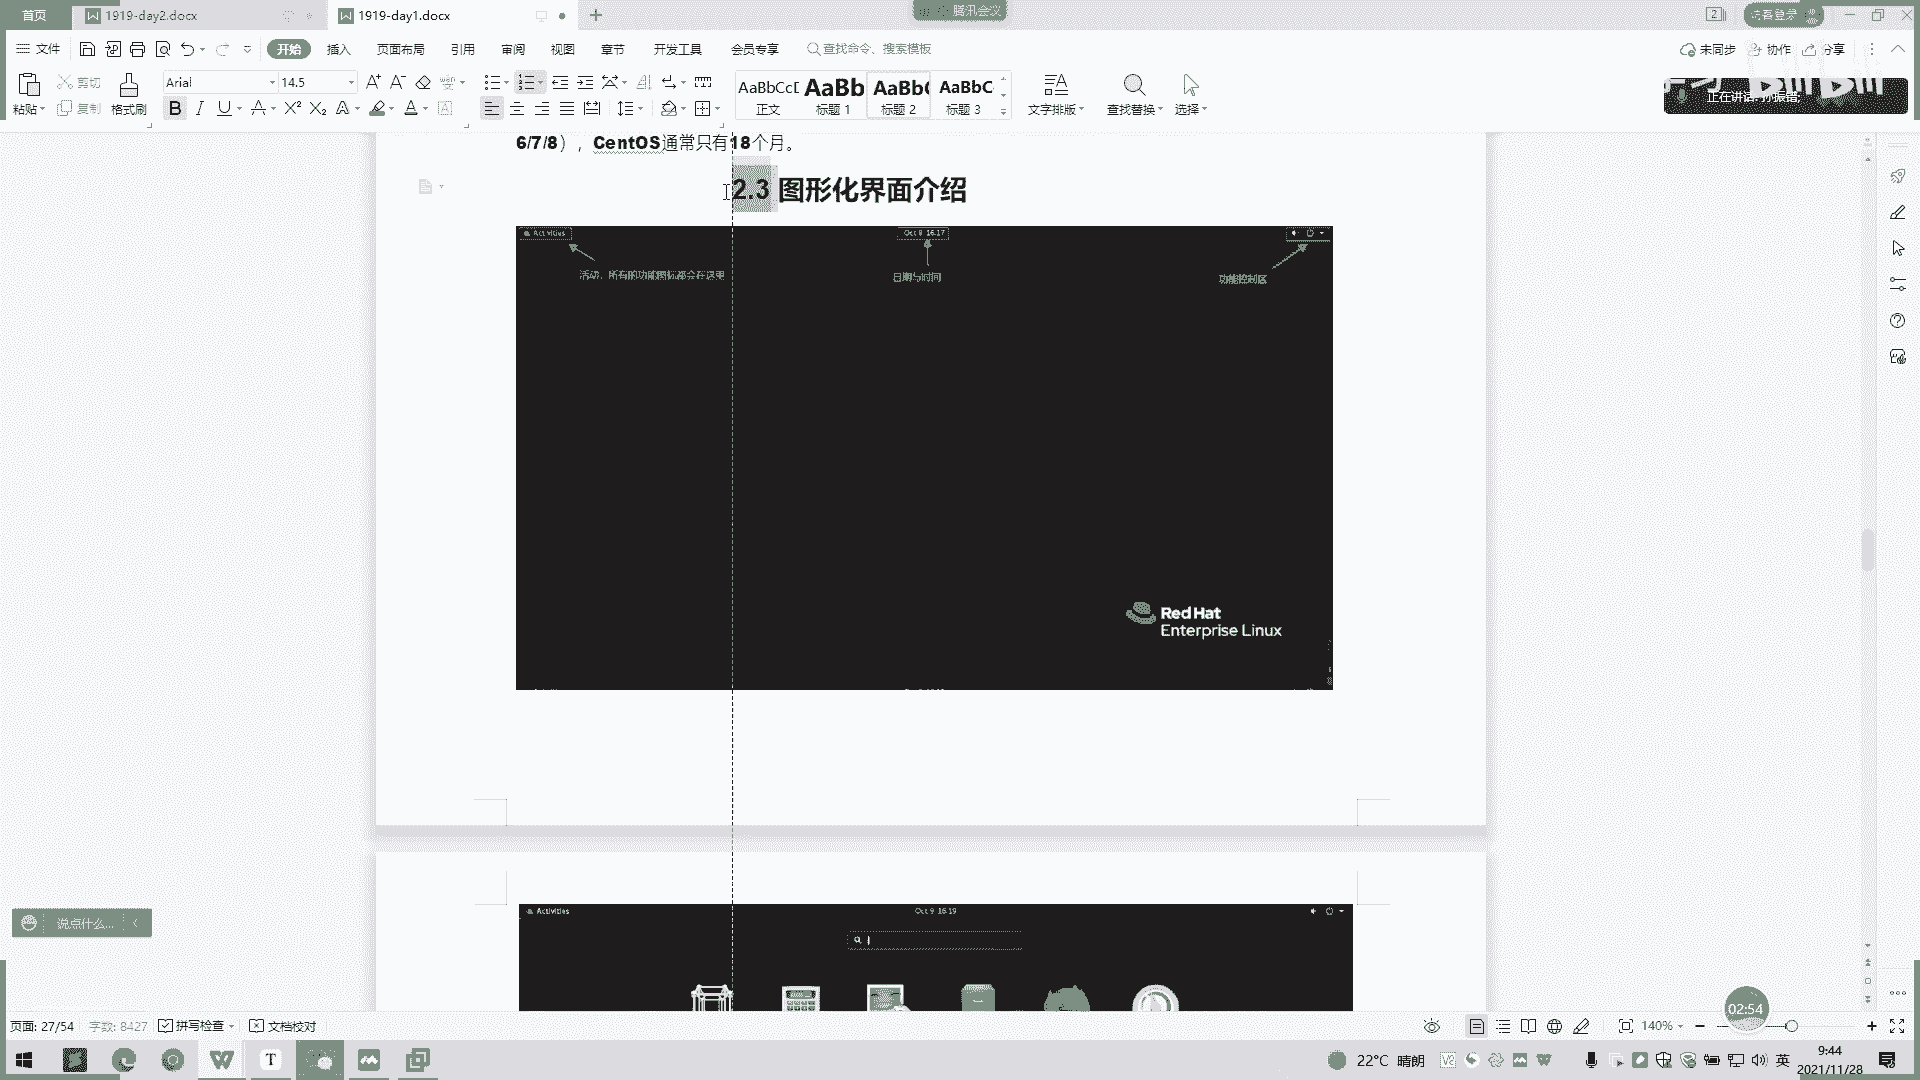 首页 1919-day2.docx 1919-day1.docx 腾讯会议 2 访客登录
文件 开始 插入 页面布局 引用 审阅 视图 章节 开发工具 会员专享 查找命令、搜索模板 未同步 协作 分享
粘贴 剪切 复制 格式刷 Arial 14.5 AaBbCcD 正文 AaBb 标题 1 AaBb( 标题 2 AaBbC 标题 3 文字排版 查找替换 选择
6/7/8），CentOS通常只有18个月。
2.3 图形化界面介绍
Activities Oct 9 16:17
活动，所有的功能图标都会在这里 日期与时间 功能控制区
Red Hat
Enterprise Linux
说点什么...
Activities Oct 9 16:19
02:54
页面: 27/54 字数: 8427 拼写检查 文档校对 140%
22°C 晴朗 英 9:44
2021/11/28